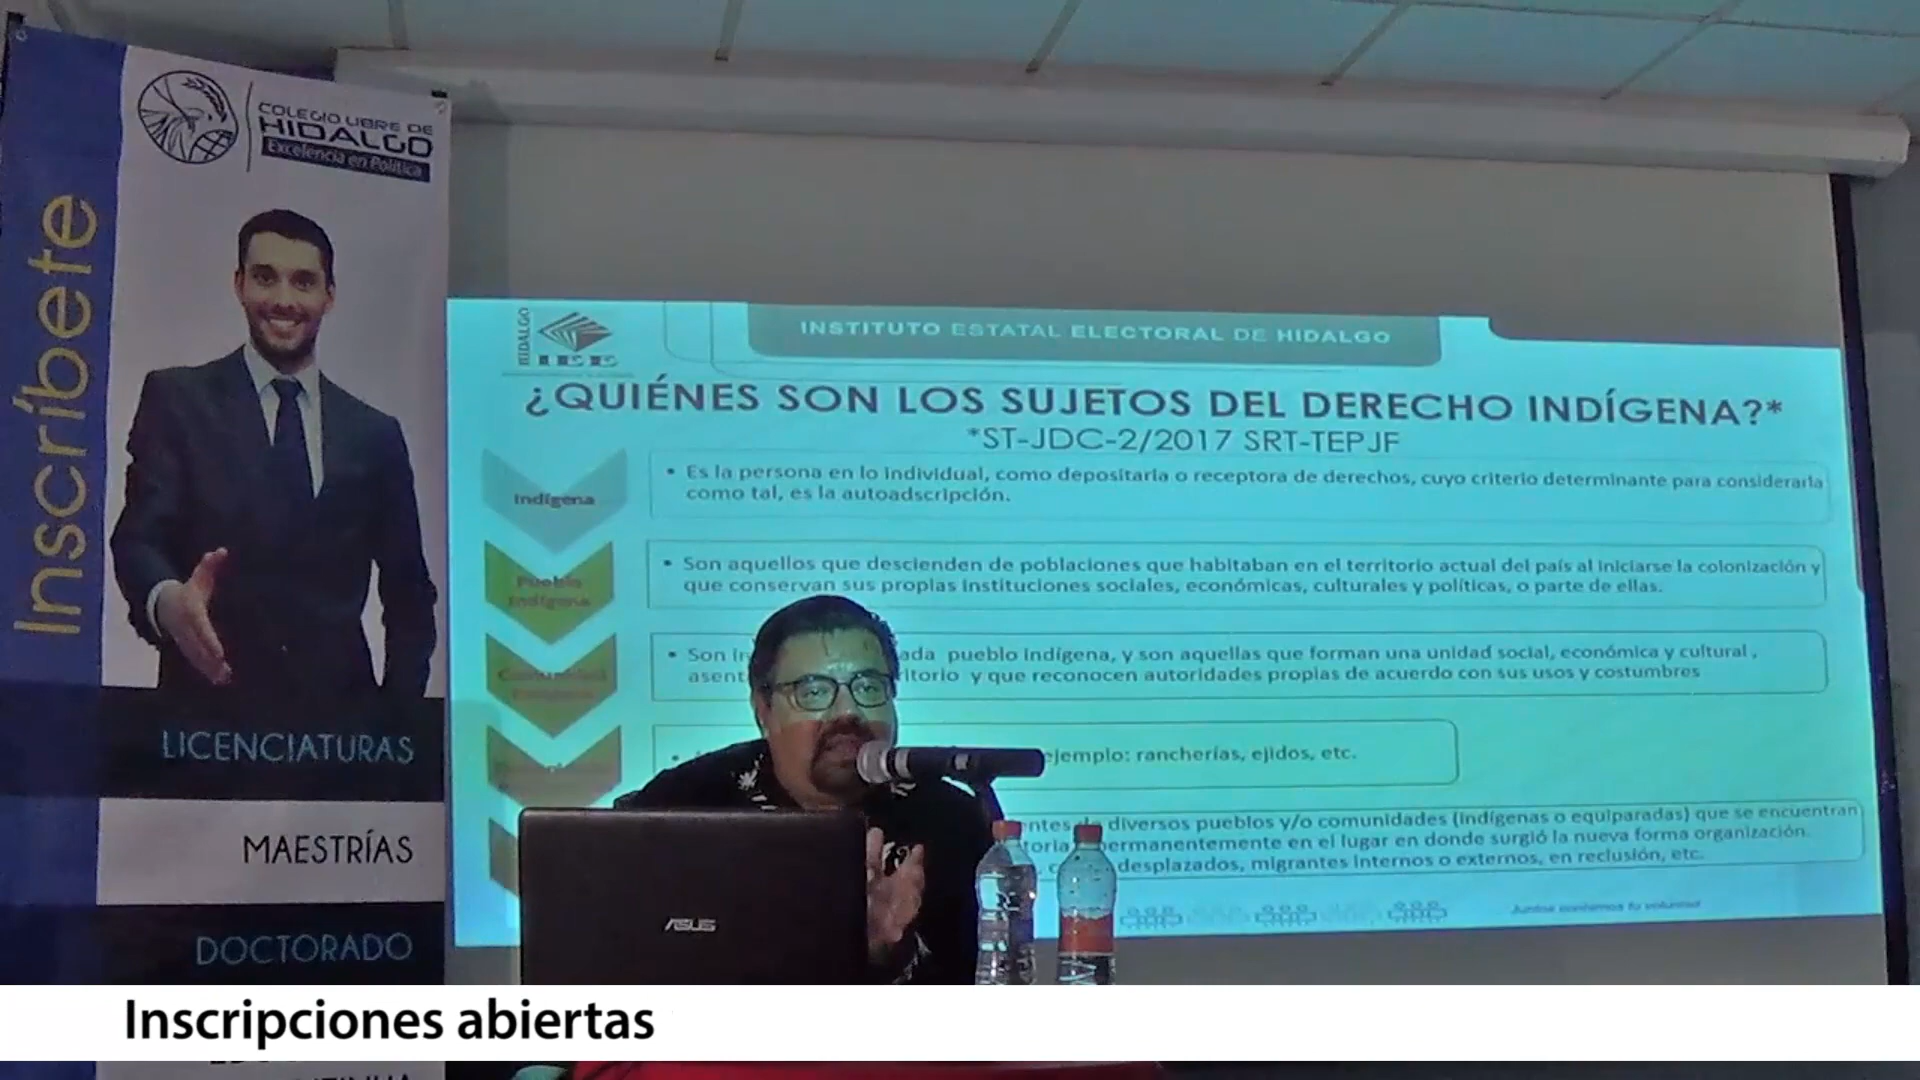 Inscríbete
COLEGIO LIBRE DE
HIDALGO
Excelencia en Política
LICENCIATURAS
MAESTRÍAS
DOCTORADO
HIDALGO
IEE
INSTITUTO ESTATAL ELECTORAL DE HIDALGO
¿QUIÉNES SON LOS SUJETOS DEL DERECHO INDÍGENA?*
*ST-JDC-2/2017 SRT-TEPJF
Indígena
• Es la persona en lo individual, como depositaria o receptora de derechos, cuyo criterio determinante para considerarla
como tal, es la autoadscripción.
Pueblo
Indígena
• Son aquellos que descienden de poblaciones que habitaban en el territorio actual del país al iniciarse la colonización y
que conservan sus propias instituciones sociales, económicas, culturales y políticas, o parte de ellas.
• Son pueblo indígena, y son aquellas que forman una unidad social, económica y cultural,
y que reconocen autoridades propias de acuerdo con sus usos y costumbres
ejemplo: rancherías, ejidos, etc.
diversos pueblos y/o comunidades (indígenas o equiparadas) que se encuentran
permanentemente en el lugar en donde surgió la nueva forma organización.
desplazados, migrantes internos o externos, en reclusión, etc.
ASUS
Inscripciones abiertas